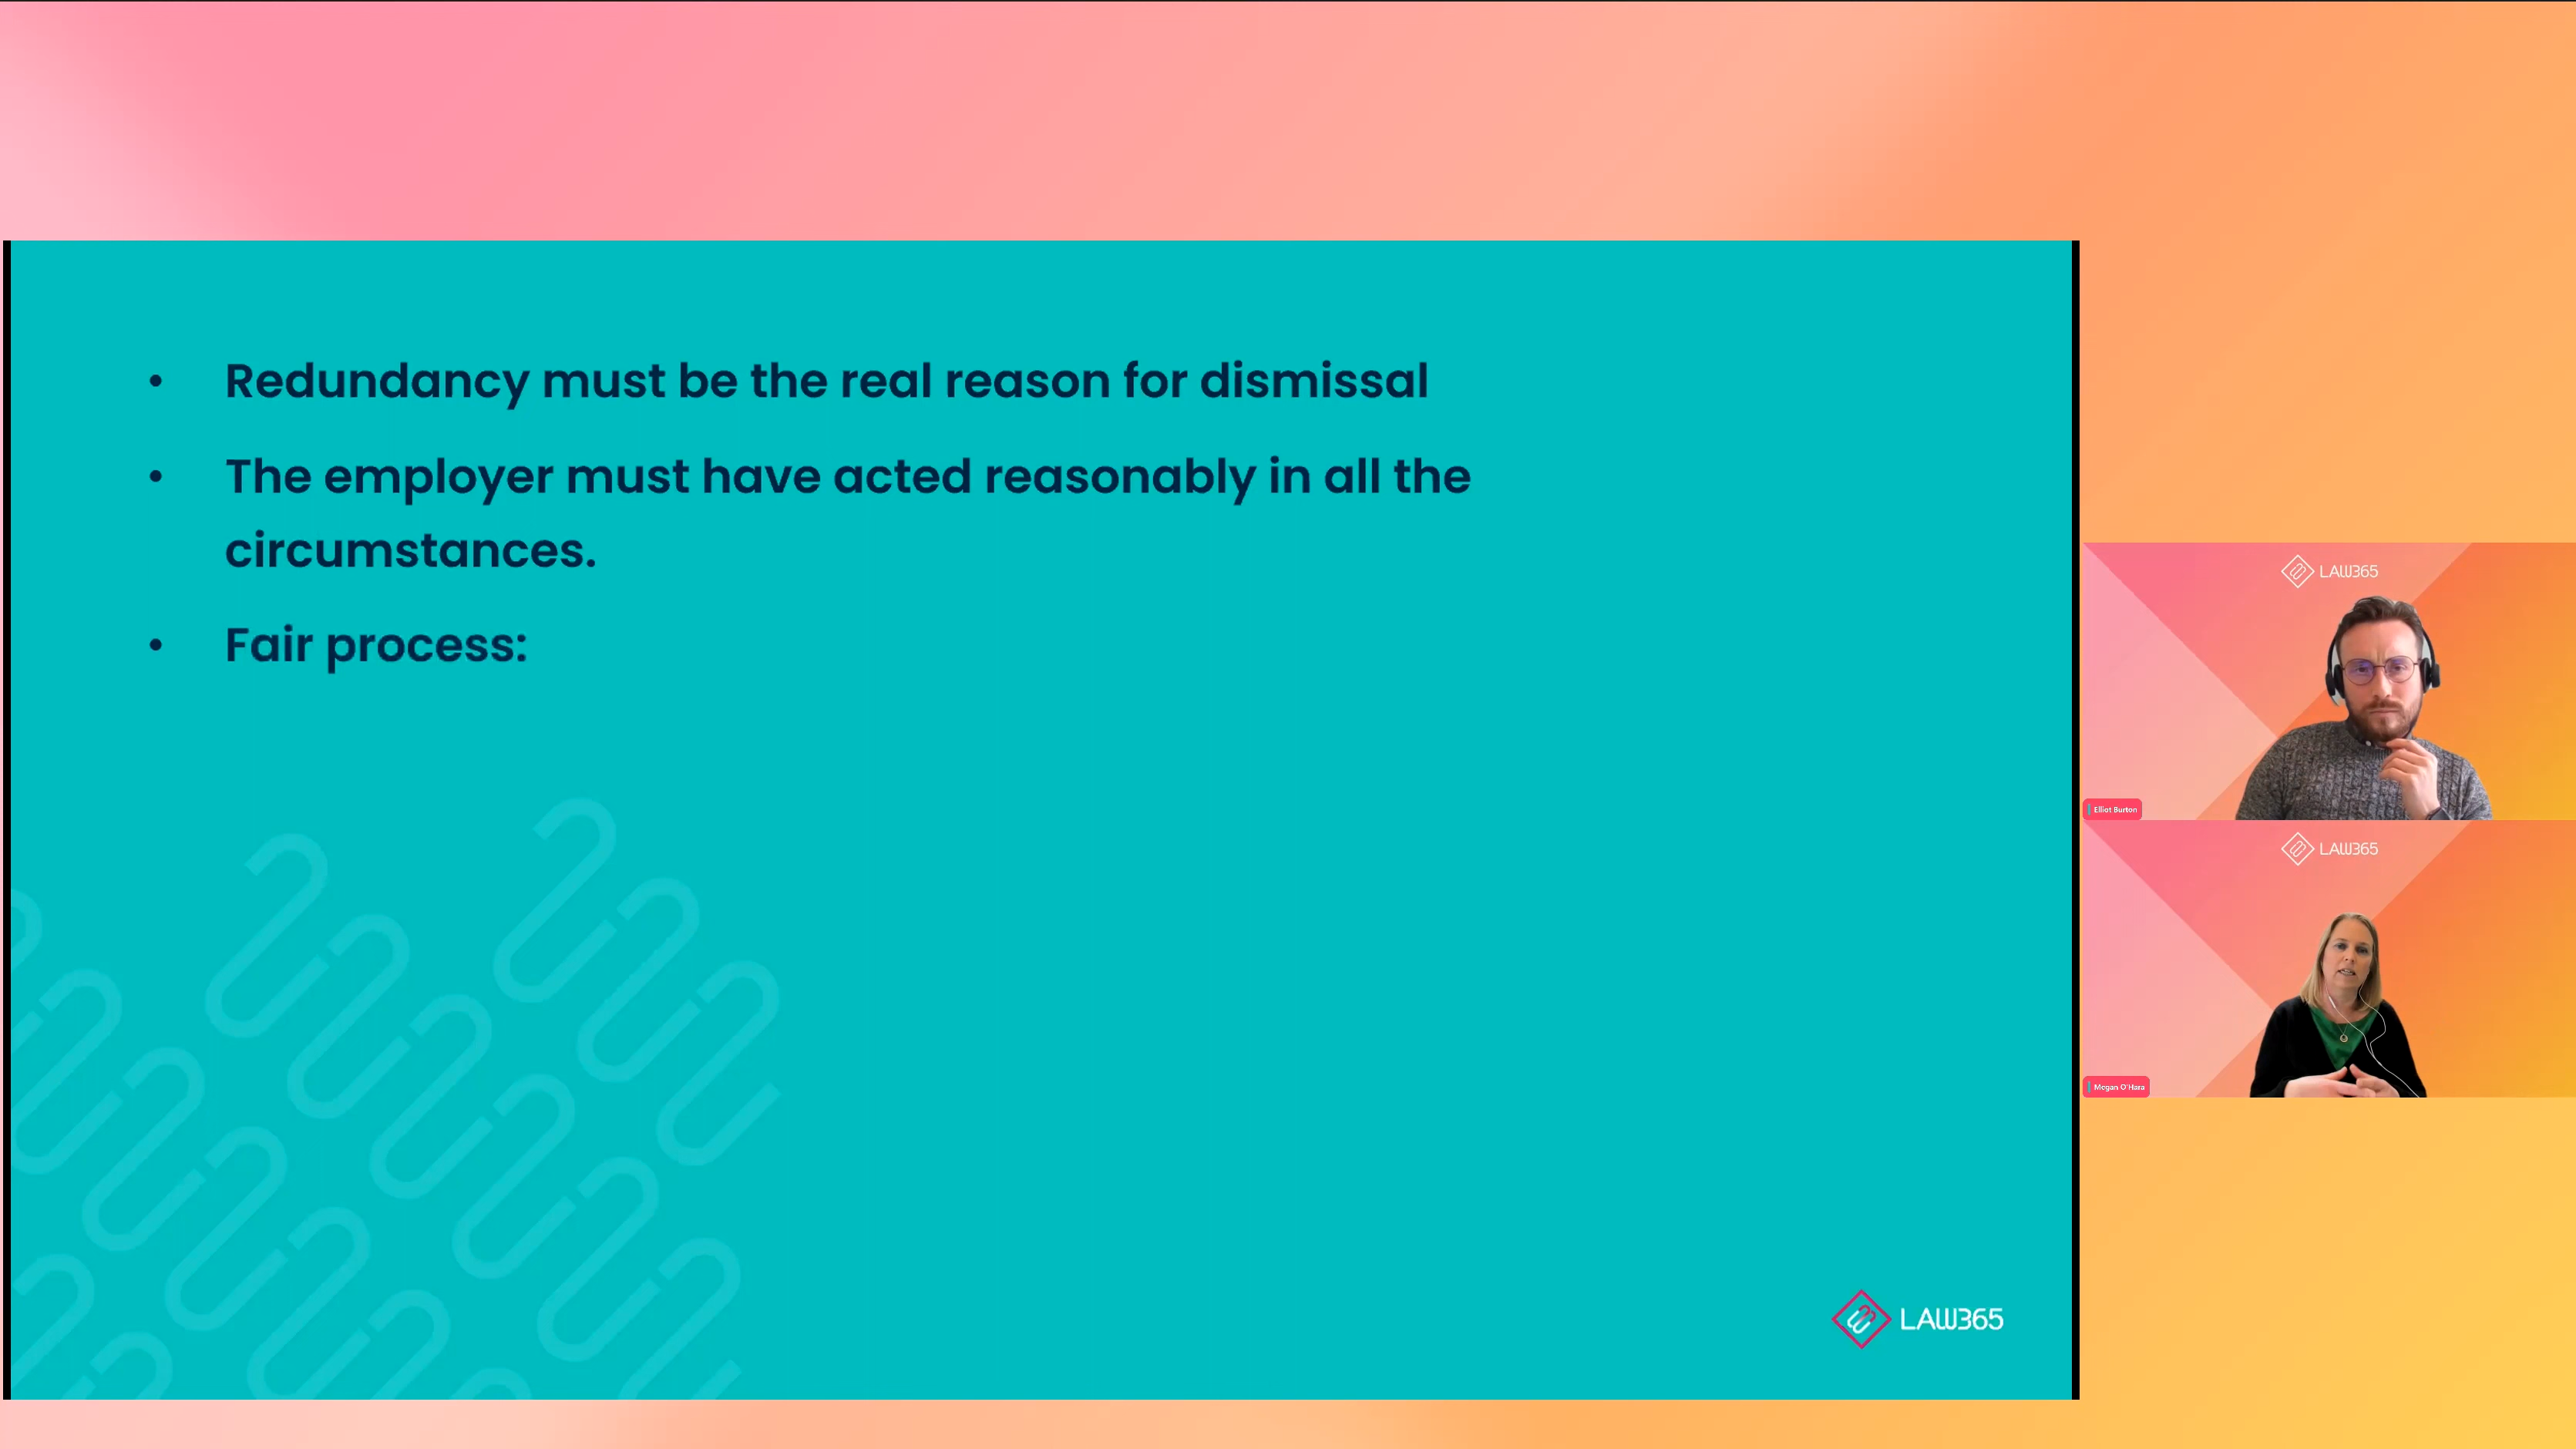 • Redundancy must be the real reason for dismissal
• The employer must have acted reasonably in all the
circumstances.
• Fair process:
LAW365
LAW365
Elliot Burton
LAW365
Megan O'Hara